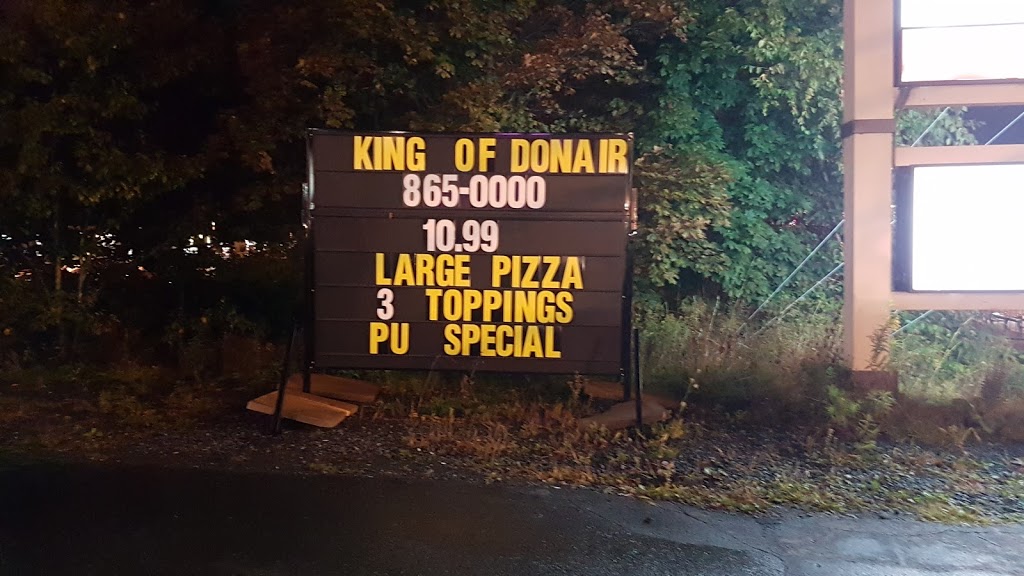 KING OF DONAIR
865-0000
10.99
LARGE PIZZA
3 TOPPINGS
PU SPECIAL